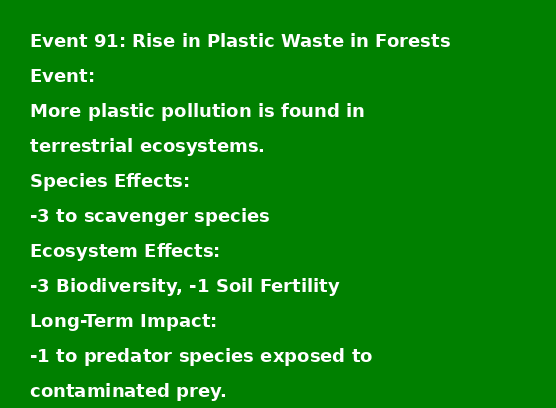 Event 91: Rise in Plastic Waste in Forests
Event:
More plastic pollution is found in
terrestrial ecosystems.
Species Effects:
-3 to scavenger species
Ecosystem Effects:
-3 Biodiversity, -1 Soil Fertility
Long-Term Impact:
-1 to predator species exposed to
contaminated prey.